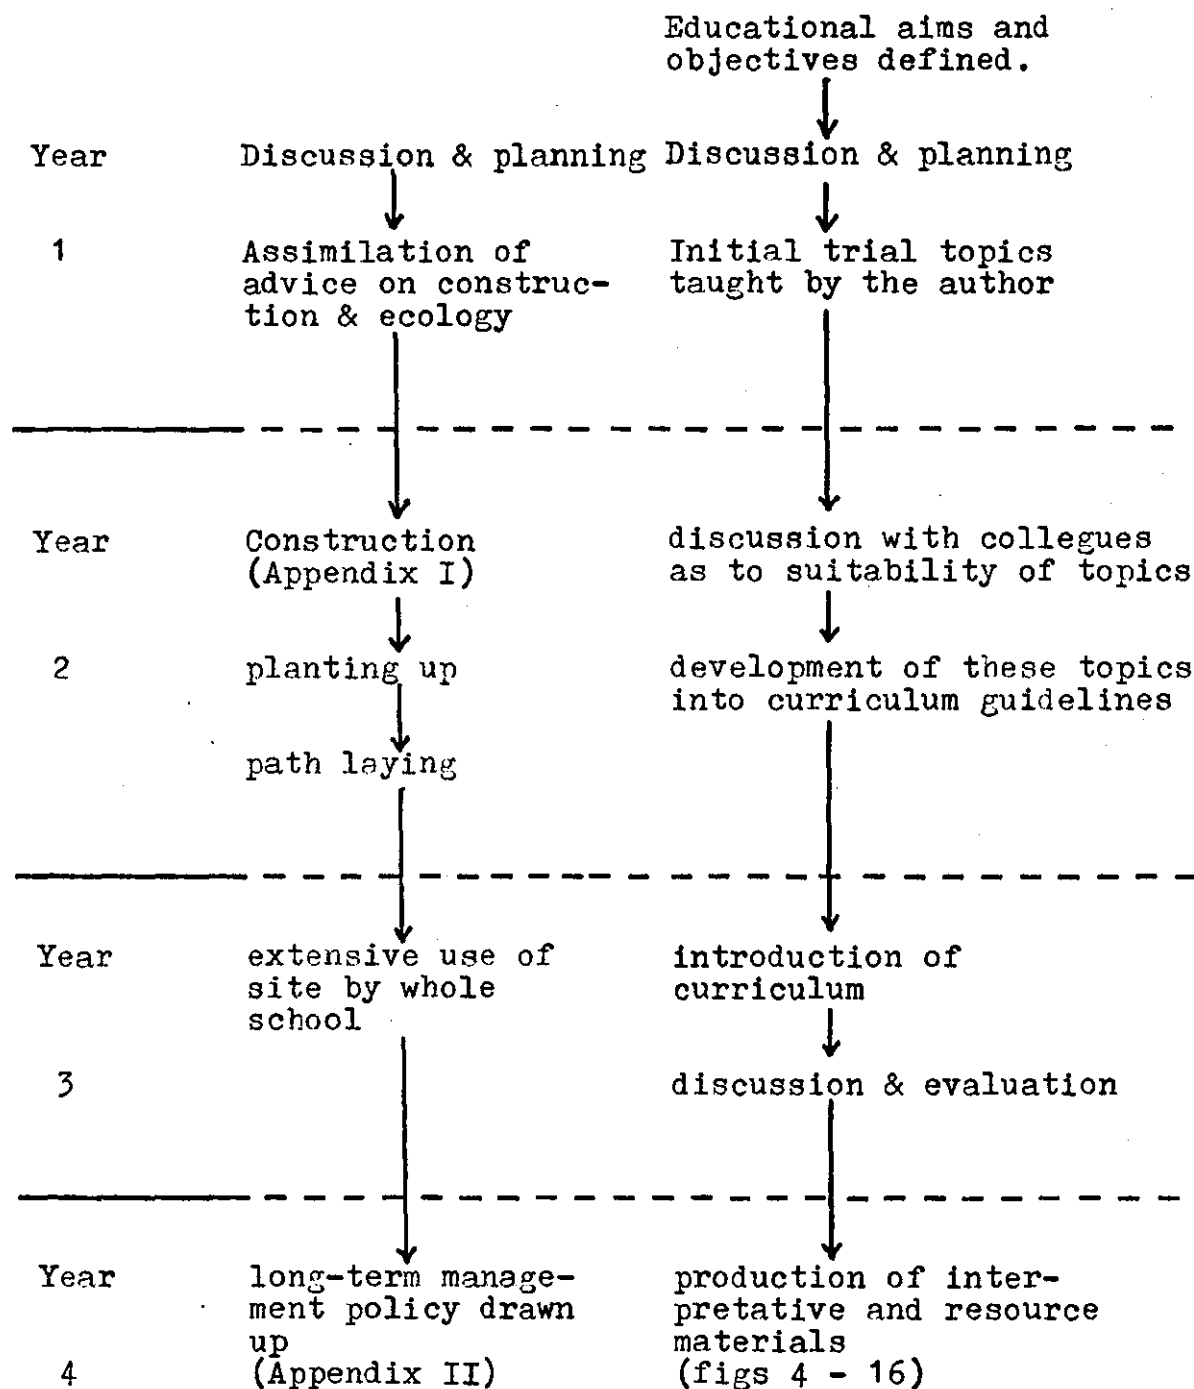 Educational aims and
objectives defined.
Year
Discussion & planning
Discussion & planning
1
Assimilation of
advice on construc-
tion & ecology
Initial trial topics
taught by the author
Year
Construction
(Appendix I)
discussion with collegues
as to suitability of topics
2
planting up
development of these topics
into curriculum guidelines
path laying
Year
extensive use of
site by whole
school
introduction of
curriculum
3
discussion & evaluation
Year
long-term manage-
ment policy drawn
up
(Appendix II)
production of inter-
pretative and resource
materials
(figs 4 - 16)
4